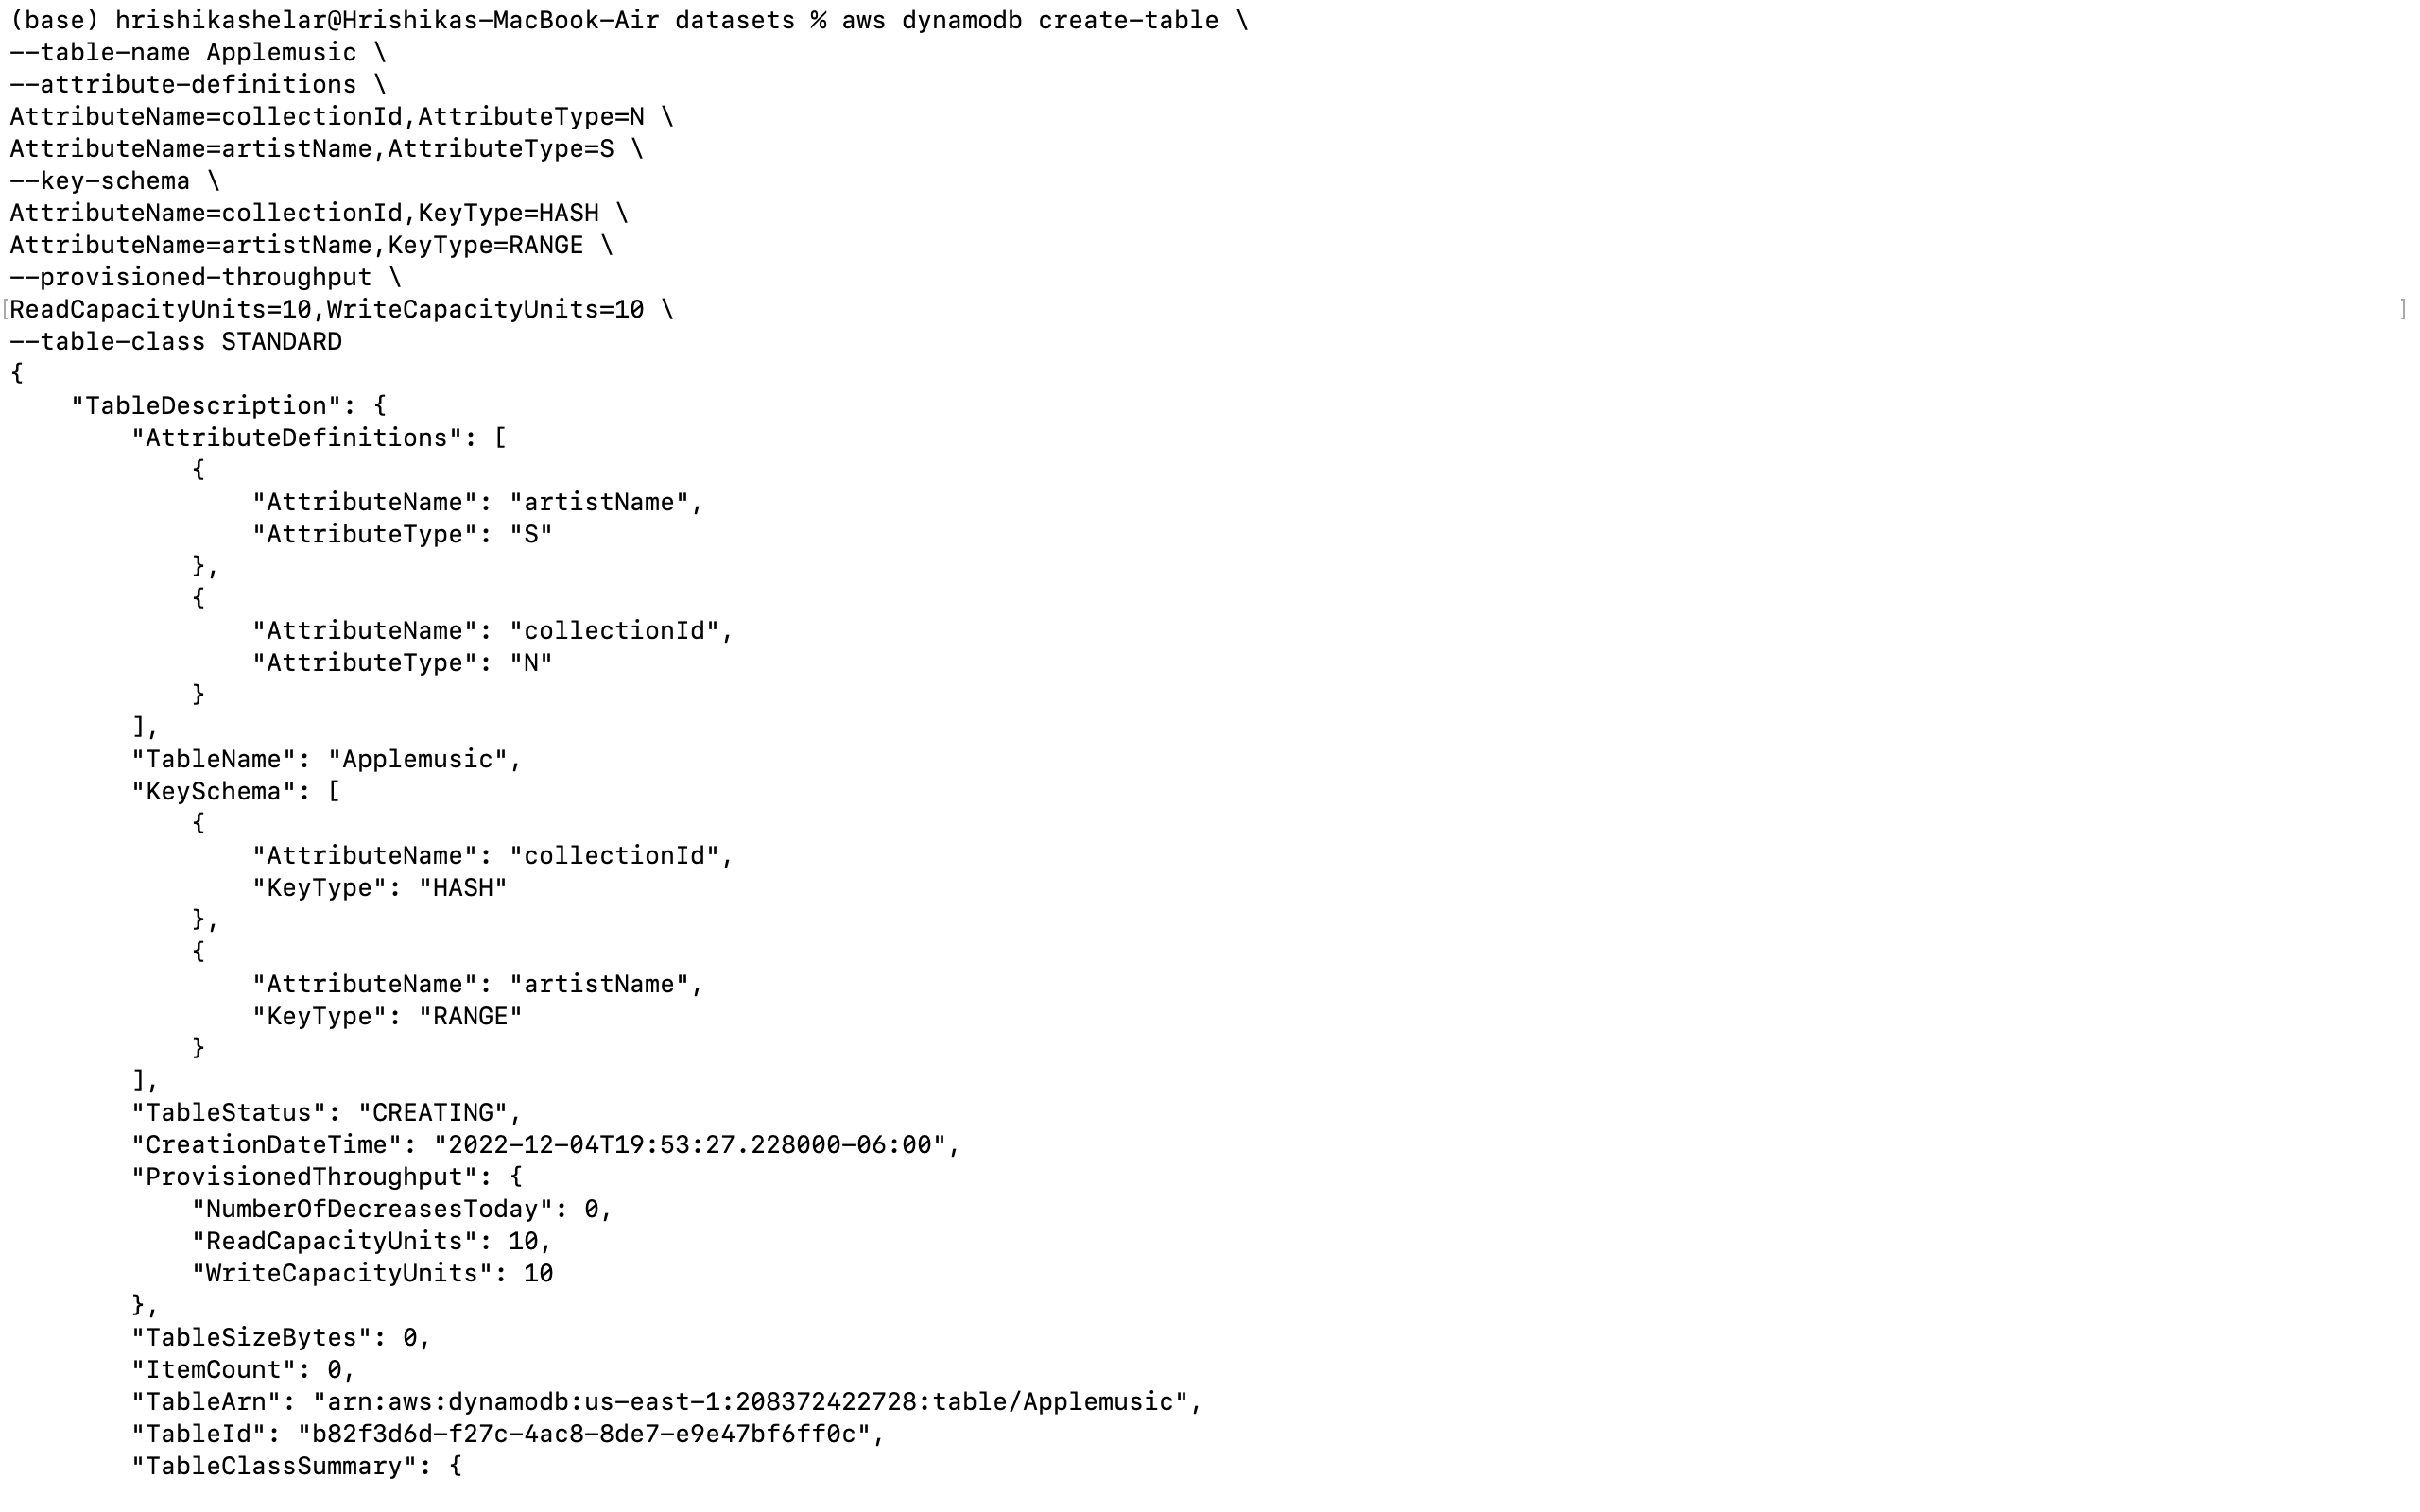 (base) hrishikashelar@Hrishikas-MacBook-Air datasets % aws dynamodb create-table \
--table-name Applemusic \
--attribute-definitions \
AttributeName=collectionId,AttributeType=N \
AttributeName=artistName,AttributeType=S \
--key-schema \
AttributeName=collectionId,KeyType=HASH \
AttributeName=artistName,KeyType=RANGE \
--provisioned-throughput \
[ReadCapacityUnits=10,WriteCapacityUnits=10 \ ]
--table-class STANDARD
{
    "TableDescription": {
        "AttributeDefinitions": [
            {
                "AttributeName": "artistName",
                "AttributeType": "S"
            },
            {
                "AttributeName": "collectionId",
                "AttributeType": "N"
            }
        ],
        "TableName": "Applemusic",
        "KeySchema": [
            {
                "AttributeName": "collectionId",
                "KeyType": "HASH"
            },
            {
                "AttributeName": "artistName",
                "KeyType": "RANGE"
            }
        ],
        "TableStatus": "CREATING",
        "CreationDateTime": "2022-12-04T19:53:27.228000-06:00",
        "ProvisionedThroughput": {
            "NumberOfDecreasesToday": 0,
            "ReadCapacityUnits": 10,
            "WriteCapacityUnits": 10
        },
        "TableSizeBytes": 0,
        "ItemCount": 0,
        "TableArn": "arn:aws:dynamodb:us-east-1:208372422728:table/Applemusic",
        "TableId": "b82f3d6d-f27c-4ac8-8de7-e9e47bf6ff0c",
        "TableClassSummary": {